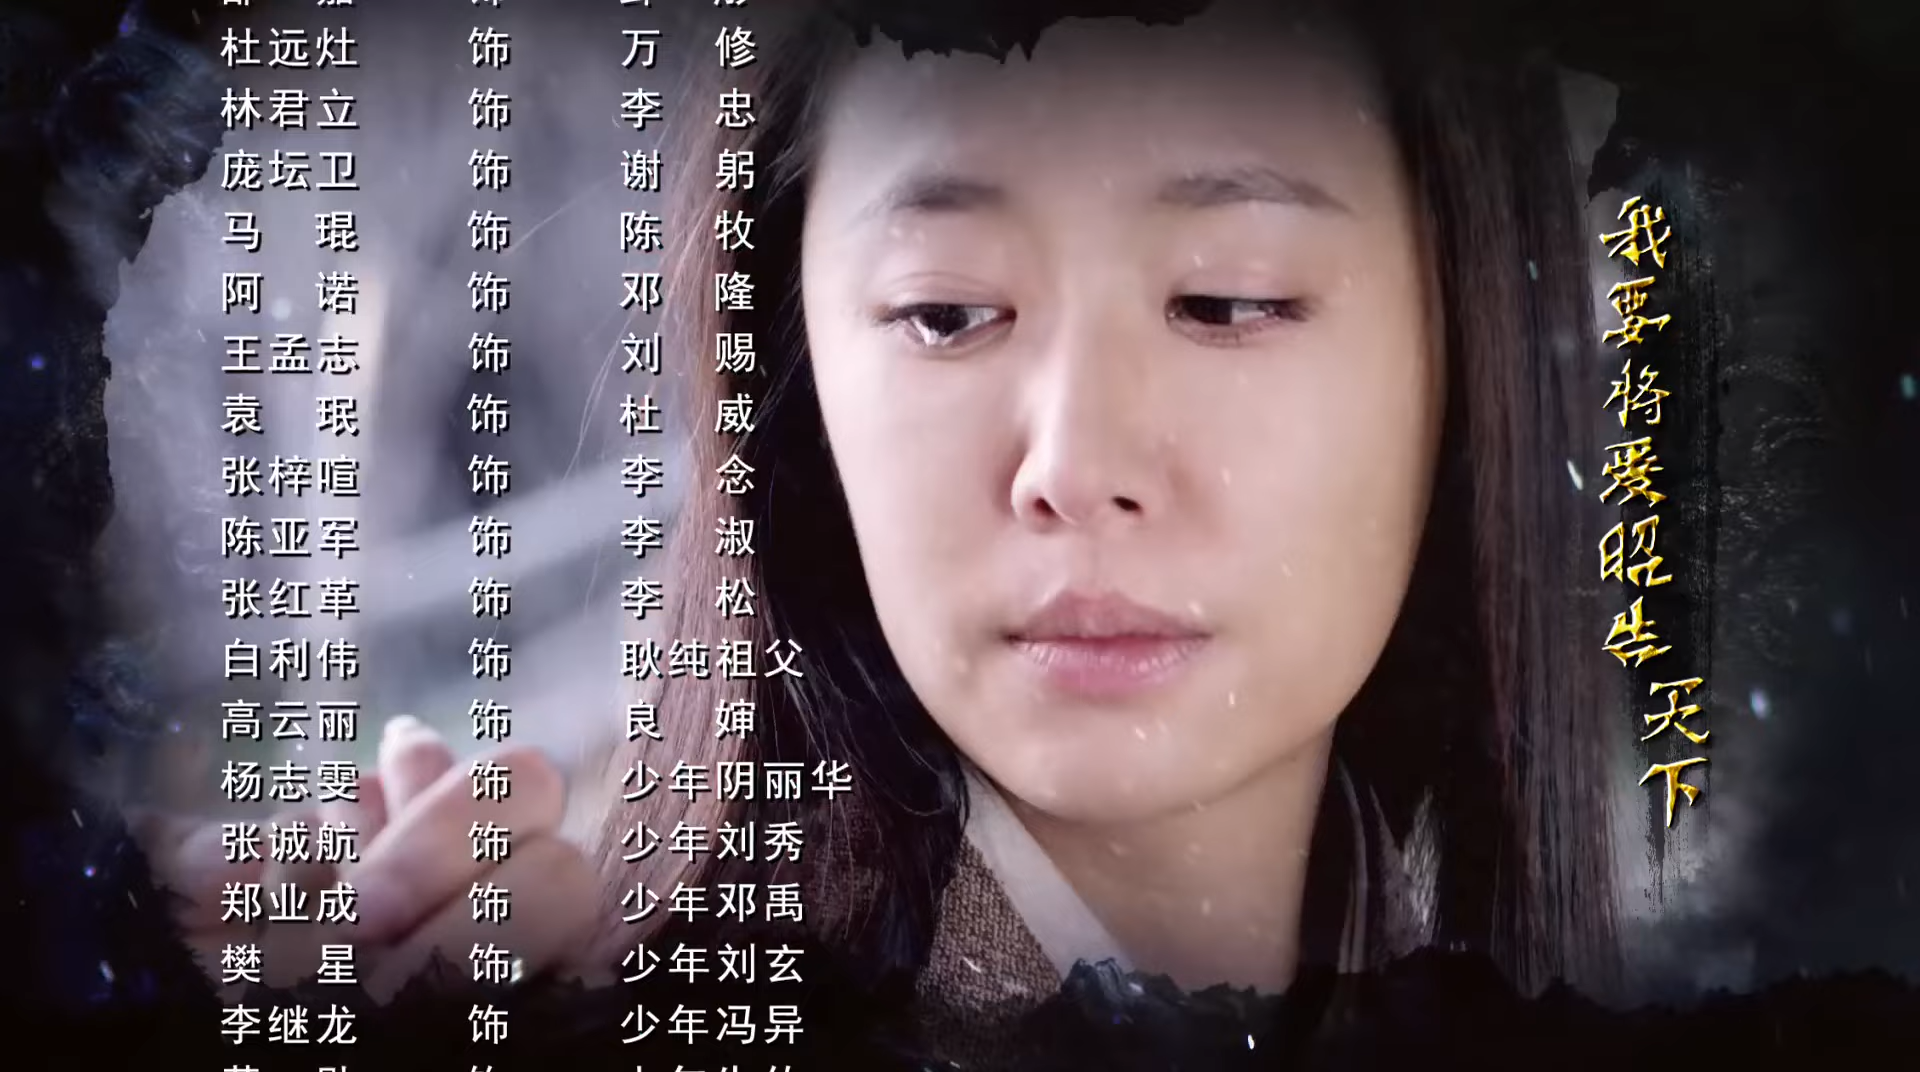 杜远灶 饰 万修
林君立 饰 李忠
庞坛卫 饰 谢躬
马琨 饰 陈牧
阿诺 饰 邓隆
王孟志 饰 刘赐
袁珉 饰 杜威
张梓喧 饰 李念
陈亚军 饰 李淑
张红革 饰 李松
白利伟 饰 耿纯祖父
高云丽 饰 良婶
杨志雯 饰 少年阴丽华
张诚航 饰 少年刘秀
郑业成 饰 少年邓禹
樊星 饰 少年刘玄
李继龙 饰 少年冯异
我要将爱昭告天下